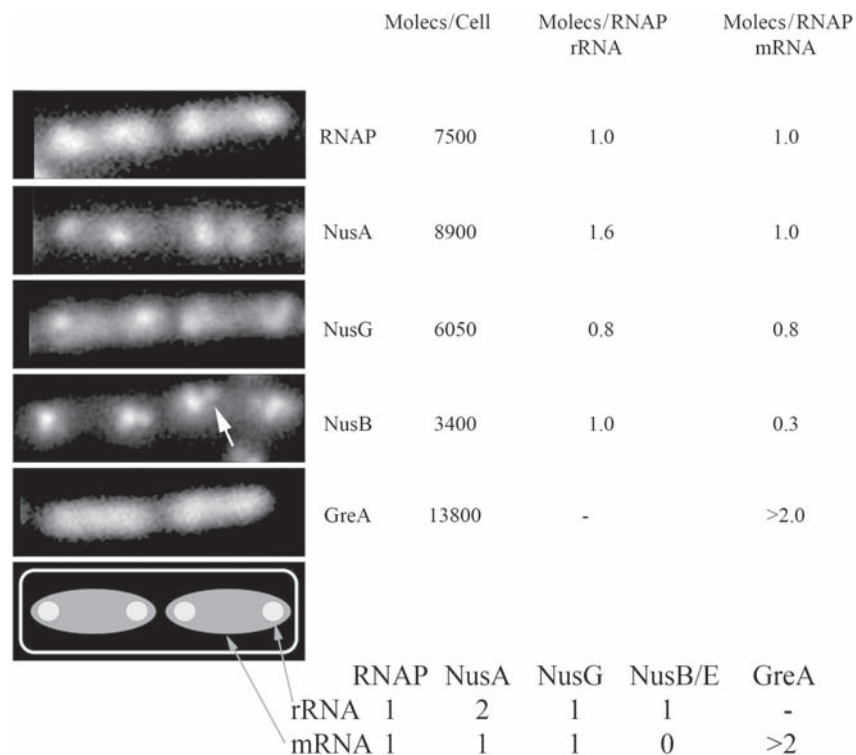 Molecs/Cell Molecs/RNAP Molecs/RNAP
rRNA mRNA
RNAP 7500 1.0 1.0
NusA 8900 1.6 1.0
NusG 6050 0.8 0.8
NusB 3400 1.0 0.3
GreA 13800 - >2.0
RNAP NusA NusG NusB/E GreA
rRNA 1 2 1 1 -
mRNA 1 1 1 0 >2